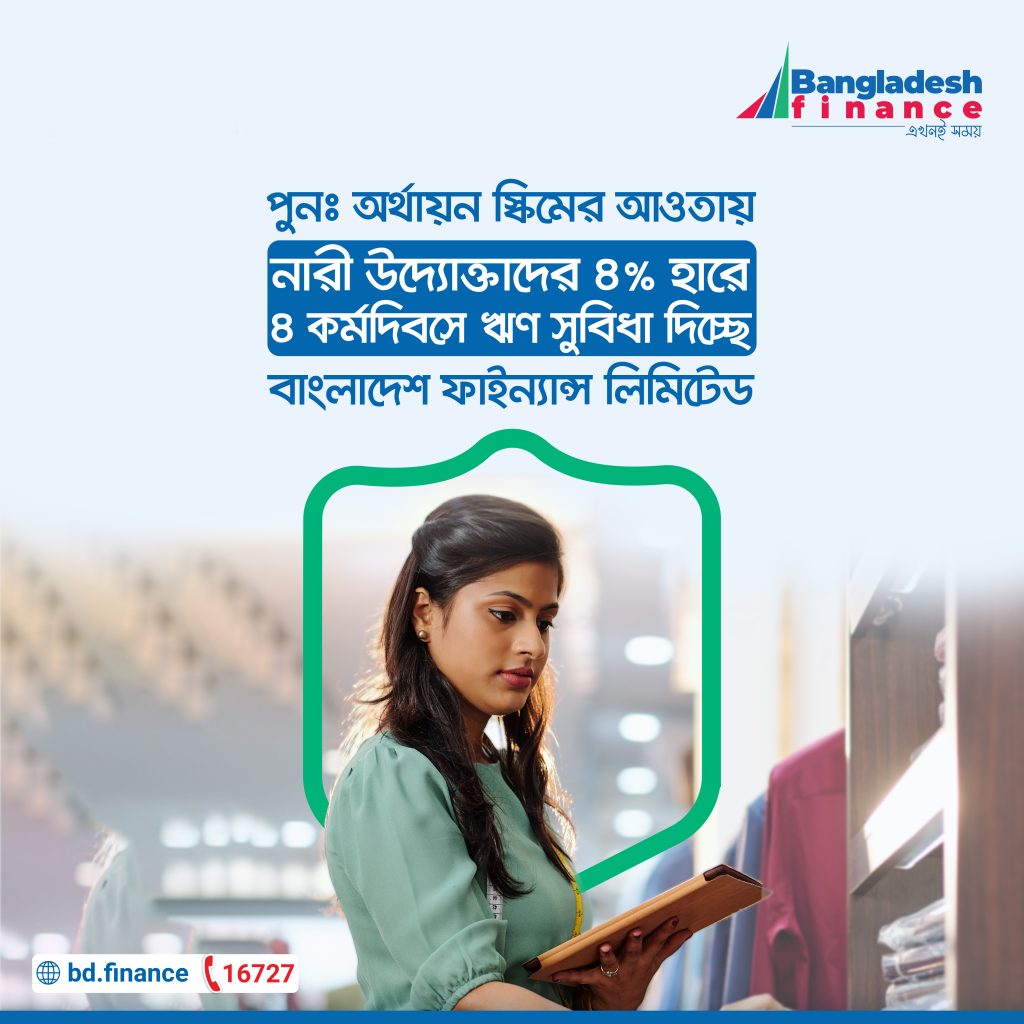 Bangladesh
finance
এখনই সময়
পুনঃ অর্থায়ন স্কিমের আওতায়
নারী উদ্যোক্তাদের ৪% হারে
৪ কর্মদিবসে ঋণ সুবিধা দিচ্ছে
বাংলাদেশ ফাইন্যান্স লিমিটেড
bd.finance 16727